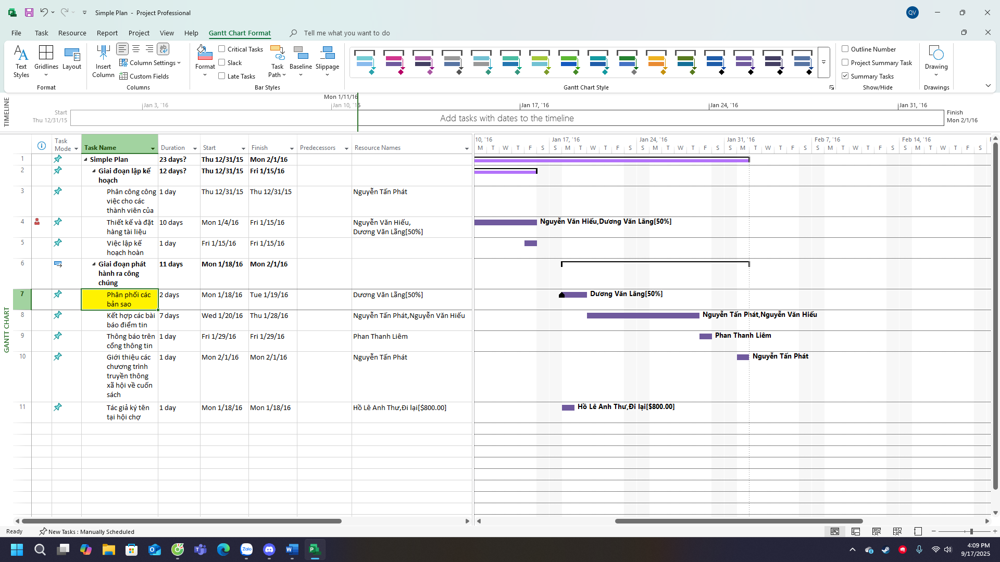 Simple Plan - Project Professional
QV
File Task Resource Report Project View Help Gantt Chart Format Tell me what you want to do
Text Styles
Gridlines
Layout
Format
Insert Column
Column Settings
Custom Fields
Columns
Format
Critical Tasks
Slack
Late Tasks
Task Path
Baseline
Slippage
Bar Styles
Gantt Chart Style
Outline Number
Project Summary Task
Summary Tasks
Show/Hide
Drawing
Drawings
TIMELINE
Mon 1/11/16
Jan 3, '16 Jan 10, '16 Jan 17, '16 Jan 24, '16 Jan 31, '16
Start
Thu 12/31/15
Add tasks with dates to the timeline
Finish
Mon 2/1/16
GANTT CHART
Task Mode Task Name Duration Start Finish Predecessors Resource Names
10, '16 Jan 17, '16 Jan 24, '16 Jan 31, '16 Feb 7, '16 Feb 14, '16
M T W T F S S M T W T F S S M T W T F S S M T W T F S S M T W T F S S M T W T F S
1 Simple Plan 23 days? Thu 12/31/15 Mon 2/1/16
2 Giai đoạn lập kế 12 days? Thu 12/31/15 Fri 1/15/16
hoạch
3 Phân công công 1 day Thu 12/31/15 Thu 12/31/15 Nguyễn Tấn Phát
việc cho các
thành viên của
4 Thiết kế và đặt 10 days Mon 1/4/16 Fri 1/15/16 Nguyễn Văn Hiếu, Nguyễn Văn Hiếu,Dương Văn Lãng[50%]
hàng tài liệu Dương Văn Lãng[50%]
5 Việc lập kế 1 day Fri 1/15/16 Fri 1/15/16
hoạch hoàn
6 Giai đoạn phát 11 days Mon 1/18/16 Mon 2/1/16
hành ra công
chúng
7 Phân phối các 2 days Mon 1/18/16 Tue 1/19/16 Dương Văn Lãng[50%] Dương Văn Lãng[50%]
bản sao
8 Kết hợp các bài 7 days Wed 1/20/16 Thu 1/28/16 Nguyễn Tấn Phát,Nguyễn Văn Hiếu Nguyễn Tấn Phát,Nguyễn Văn Hiếu
báo điểm tin
9 Thông báo trên 1 day Fri 1/29/16 Fri 1/29/16 Phan Thanh Liêm Phan Thanh Liêm
cổng thông tin
10 Giới thiệu các 1 day Mon 2/1/16 Mon 2/1/16 Nguyễn Tấn Phát Nguyễn Tấn Phát
chương trình
truyền thông
xã hội về cuốn
sách
11 Tác giả ký tên 1 day Mon 1/18/16 Mon 1/18/16 Hồ Lê Anh Thư,Đi lại[$800.00] Hồ Lê Anh Thư,Đi lại[$800.00]
tại hội chợ
Ready New Tasks : Manually Scheduled
Zalo
4:09 PM
9/17/2025